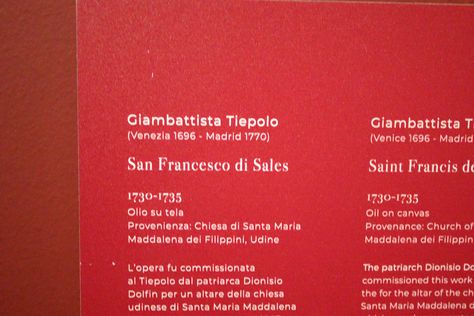 Giambattista Tiepolo
(Venezia 1696 - Madrid 1770)
San Francesco di Sales
1730-1735
Olio su tela
Provenienza: Chiesa di Santa Maria
Maddalena dei Filippini, Udine
L'opera fu commissionata
al Tiepolo dal patriarca Dionisio
Dolfin per un altare della chiesa
udinese di Santa Maria Maddalena
Giambattista
(Venice 1696 - Madrid
Saint Francis
1730-1735
Oil on canvas
Provenance: Church of
Maddalena dei Filippini,
The patriarch Dionisio
commissioned this work
the for the altar of the
Santa Maria Maddalena